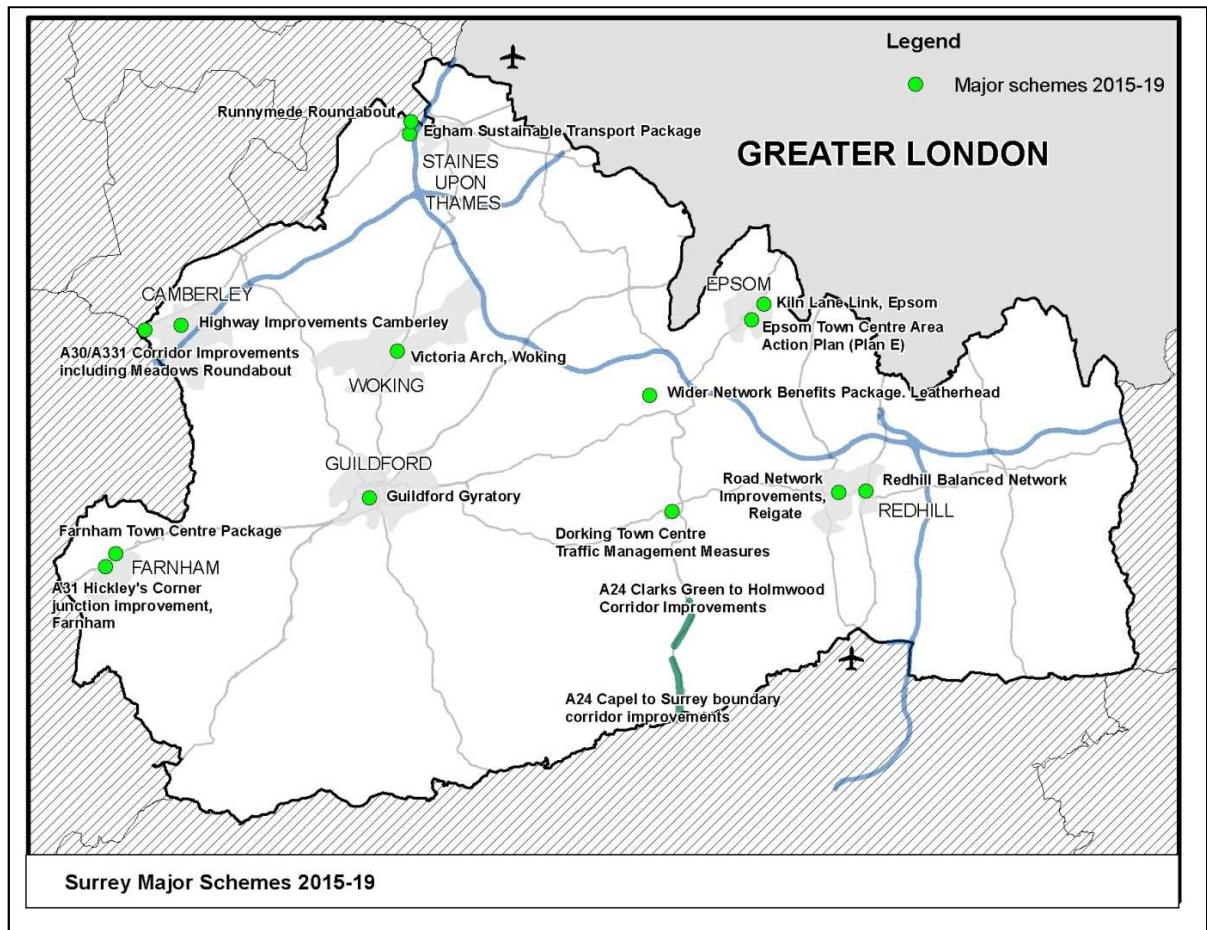 Legend
Major schemes 2015-19
GREATER LONDON
Runnymede Roundabout
Egham Sustainable Transport Package
STAINES
UPON
THAMES
CAMBERLEY
Highway Improvements Camberley
A30/A331 Corridor Improvements
including Meadows Roundabout
Victoria Arch, Woking
WOKING
EPSOM
Kiln Lane Link, Epsom
Epsom Town Centre Area
Action Plan (Plan E)
Wider Network Benefits Package. Leatherhead
GUILDFORD
Guildford Gyratory
Road Network
Improvements,
Reigate
Redhill Balanced Network
REDHILL
Dorking Town Centre
Traffic Management Measures
Farnham Town Centre Package
FARNHAM
A31 Hickley's Corner
junction improvement,
Farnham
A24 Clarks Green to Holmwood
Corridor Improvements
A24 Capel to Surrey boundary
corridor improvements
Surrey Major Schemes 2015-19